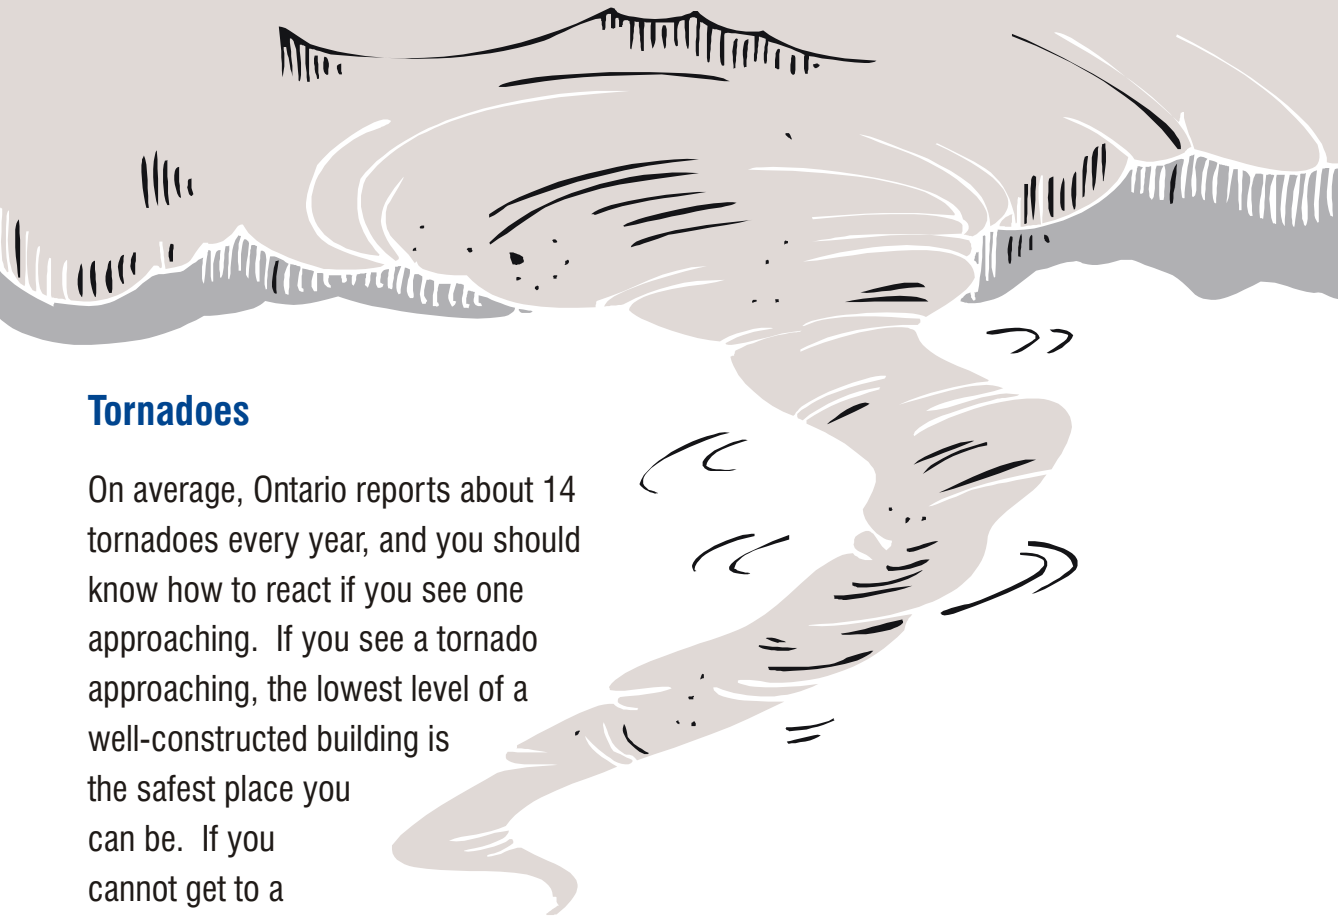 Tornadoes
On average, Ontario reports about 14
tornadoes every year, and you should
know how to react if you see one
approaching.  If you see a tornado
approaching, the lowest level of a
well-constructed building is
the safest place you
can be.  If you
cannot get to a